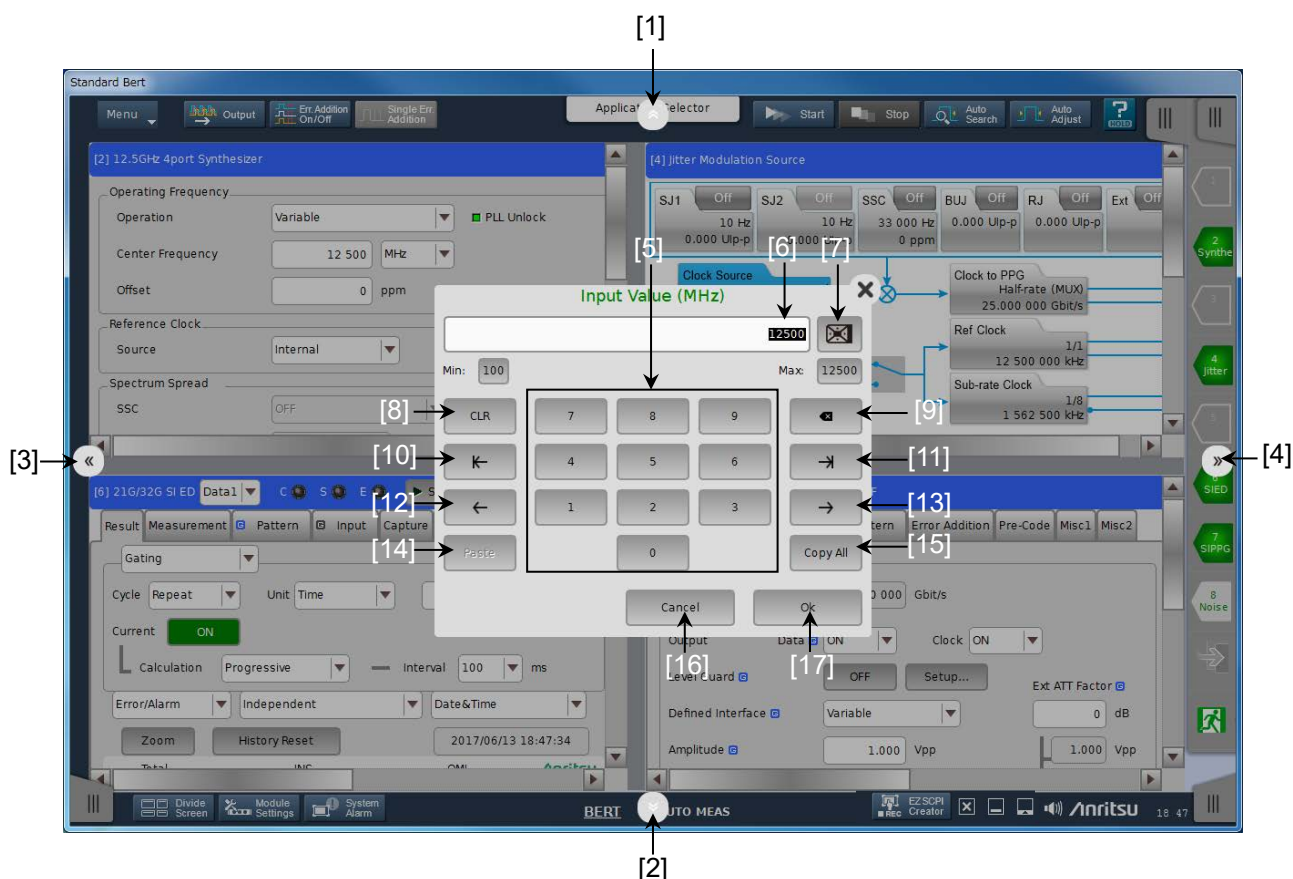 [1]
Standard Bert
Menu Output Err.Addition On/Off Single Err. Addition Selector Start Stop Auto Search Auto Adjust ? HOLD
[2] 12.5GHz 4port Synthesizer
[4] Jitter Modulation Source
Operating Frequency
Operation Variable PLL Unlock
Center Frequency 12 500 MHz
Offset 0 ppm
Reference Clock
Source Internal
Spectrum Spread
SSC OFF
SJ1 Off SJ2 Off SSC Off BUJ Off RJ Off Ext Off
10 Hz 10 Hz 33 000 Hz 0.000 UIp-p 0.000 UIp-p
0.000 UIp-p 0 ppm
Clock Source
Clock to PPG
Half-rate (MUX)
25.000 000 Gbit/s
Ref Clock
1/1
12 500 000 kHz
Sub-rate Clock
1/8
1 562 500 kHz
2
Synthe
4
Jitter
[5] [6] [7]
Input Value (MHz)
12500
Min: 100 Max: 12500
[8] CLR 7 8 9 [9]
[10] 4 5 6 [11]
[12] 1 2 3 [13]
[14] Paste 0 Copy All [15]
Cancel Ok
[16] [17]
[3] [4]
[6] 21G/32G SI ED Data1 C S E
Result Measurement G Pattern G Input Capture
Gating
Cycle Repeat Unit Time
Current ON
Calculation Progressive Interval 100 ms
Error/Alarm Independent Date&Time
Zoom History Reset 2017/06/13 18:47:34
Error Addition Pre-Code Misc1 Misc2
Gbit/s
Output Data G ON Clock ON
Level Guard G OFF Setup...
Ext ATT Factor G
Defined Interface G Variable 0 dB
Amplitude G 1.000 Vpp 1.000 Vpp
SIED
7
SIPPG
8
Noise
Divide Screen Module Settings System Alarm BERT AUTO MEAS REC EZSCPI Creator Anritsu 18 47
[2]